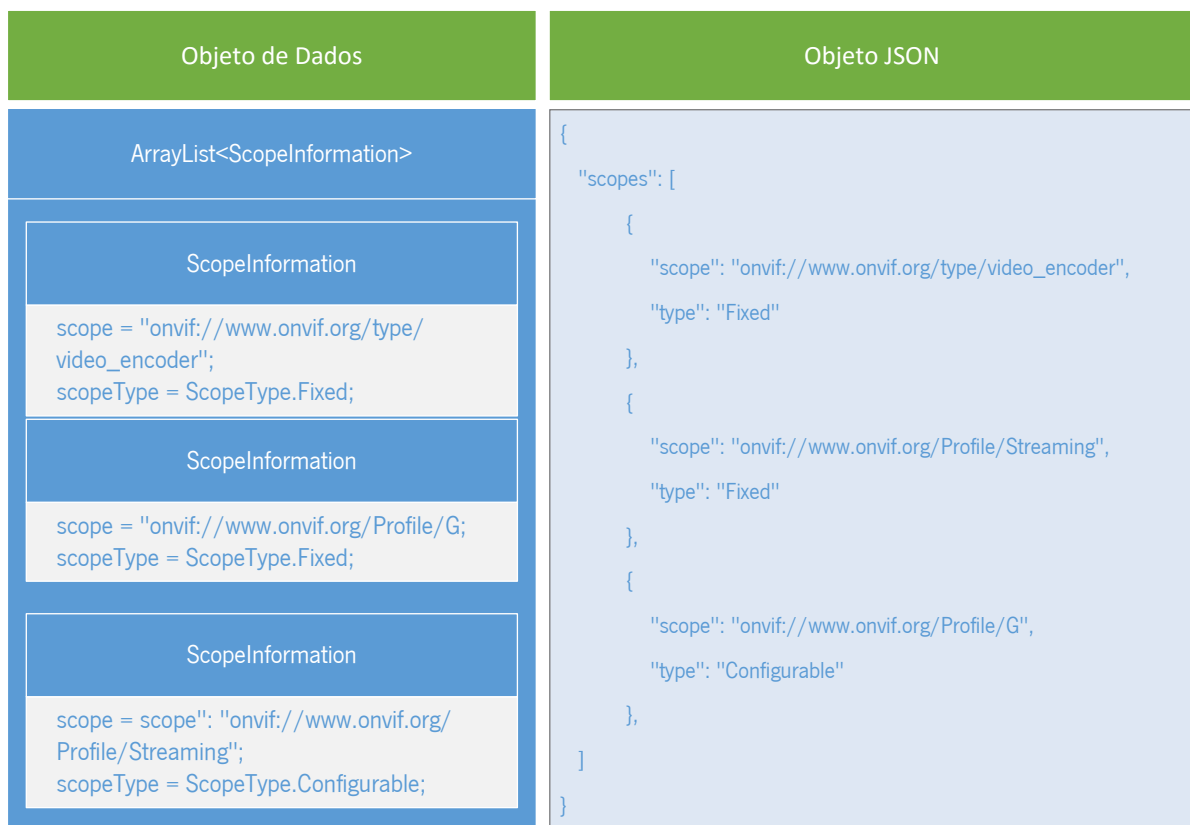 Objeto de Dados
ArrayList<ScopeInformation>
ScopeInformation
scope = "onvif://www.onvif.org/type/
video_encoder";
scopeType = ScopeType.Fixed;
ScopeInformation
scope = "onvif://www.onvif.org/Profile/G;
scopeType = ScopeType.Fixed;
ScopeInformation
scope = scope": "onvif://www.onvif.org/
Profile/Streaming";
scopeType = ScopeType.Configurable;
Objeto JSON
{
"scopes": [
{
"scope": "onvif://www.onvif.org/type/video_encoder",
"type": "Fixed"
},
{
"scope": "onvif://www.onvif.org/Profile/Streaming",
"type": "Fixed"
},
{
"scope": "onvif://www.onvif.org/Profile/G",
"type": "Configurable"
},
]
}